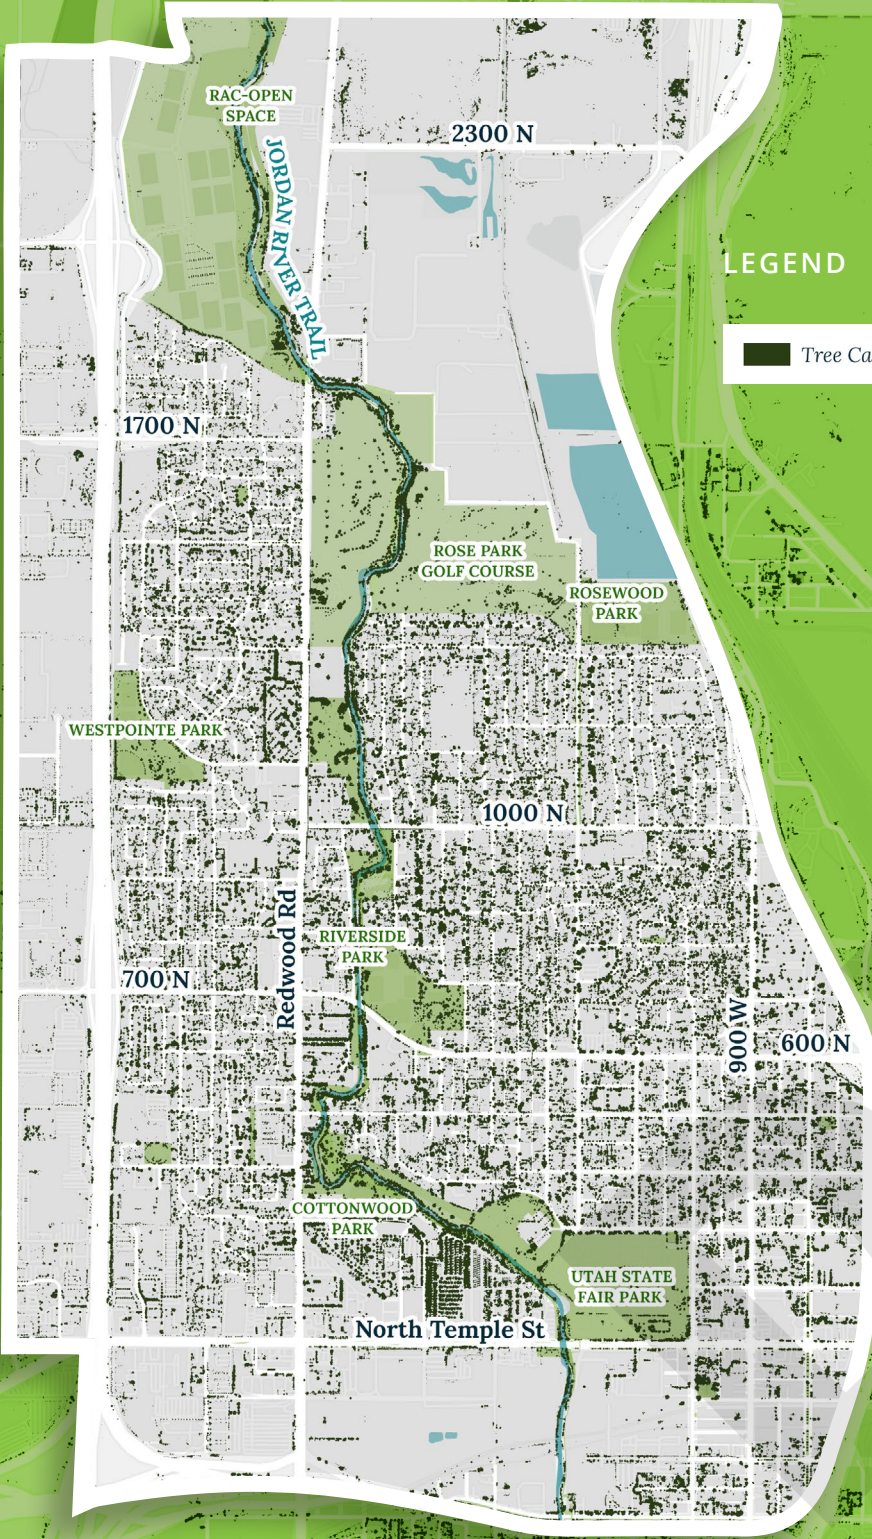 RAC-OPEN
SPACE
2300 N
JORDAN RIVER TRAIL
LEGEND
Tree Ca
1700 N
ROSE PARK
GOLF COURSE
ROSEWOOD
PARK
WESTPOINTE PARK
1000 N
Redwood Rd
RIVERSIDE
PARK
700 N
900 W
600 N
COTTONWOOD
PARK
UTAH STATE
FAIR PARK
North Temple St